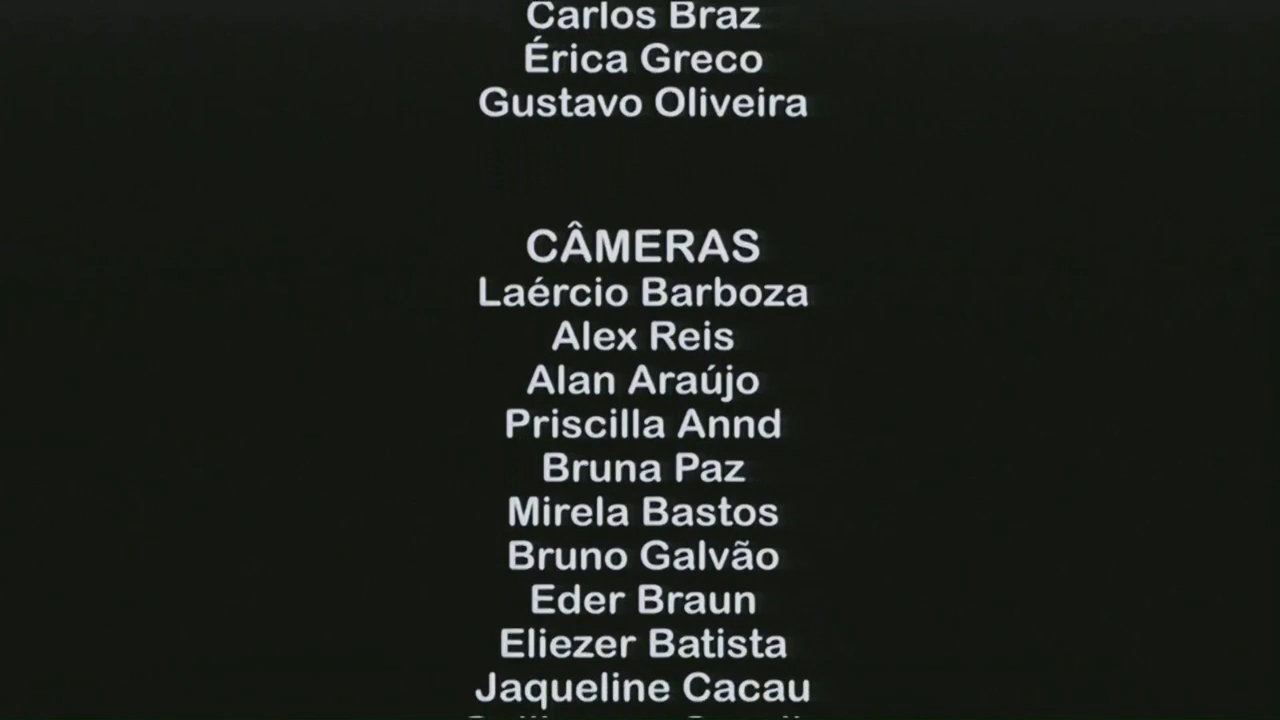 Carlos Braz
Érica Greco
Gustavo Oliveira
CÂMERAS
Laércio Barboza
Alex Reis
Alan Araújo
Priscilla Annd
Bruna Paz
Mirela Bastos
Bruno Galvão
Eder Braun
Eliezer Batista
Jaqueline Cacau